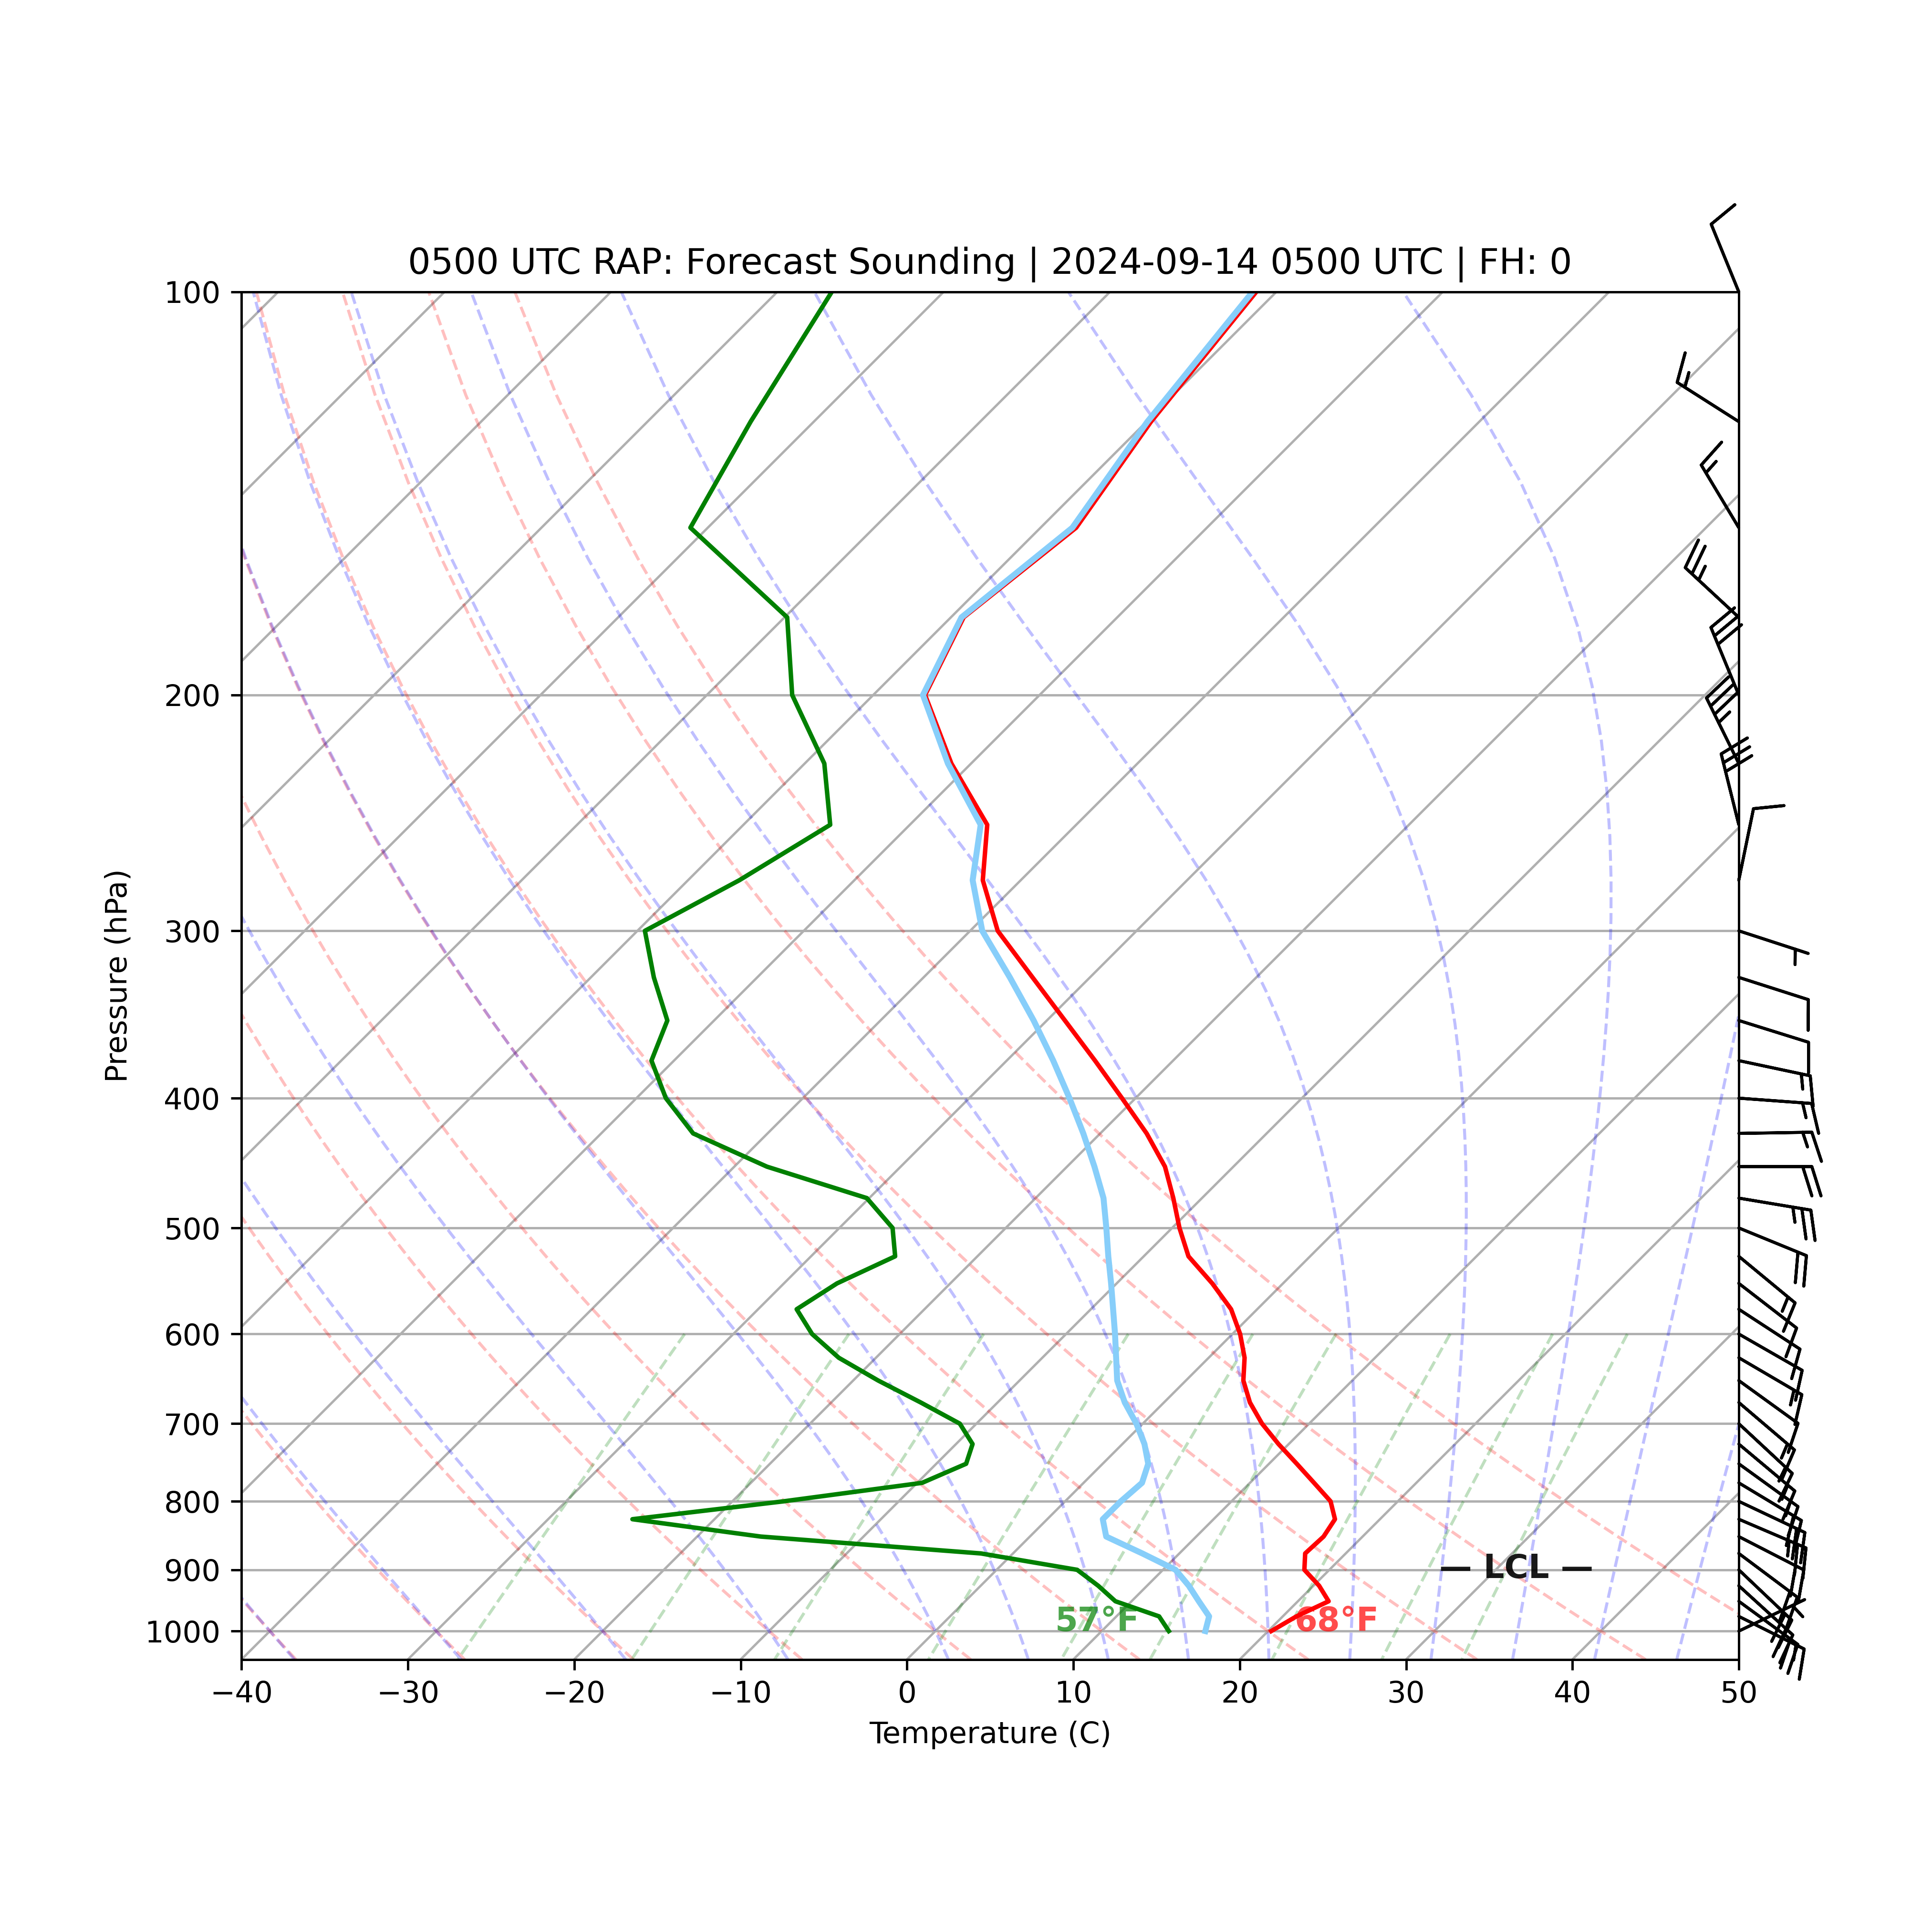 0500 UTC RAP: Forecast Sounding | 2024-09-14 0500 UTC | FH: 0
100
200
300
400
500
600
700
800
900
1000
Pressure (hPa)
— LCL —
57°F
68°F
−40 −30 −20 −10 0 10 20 30 40 50
Temperature (C)